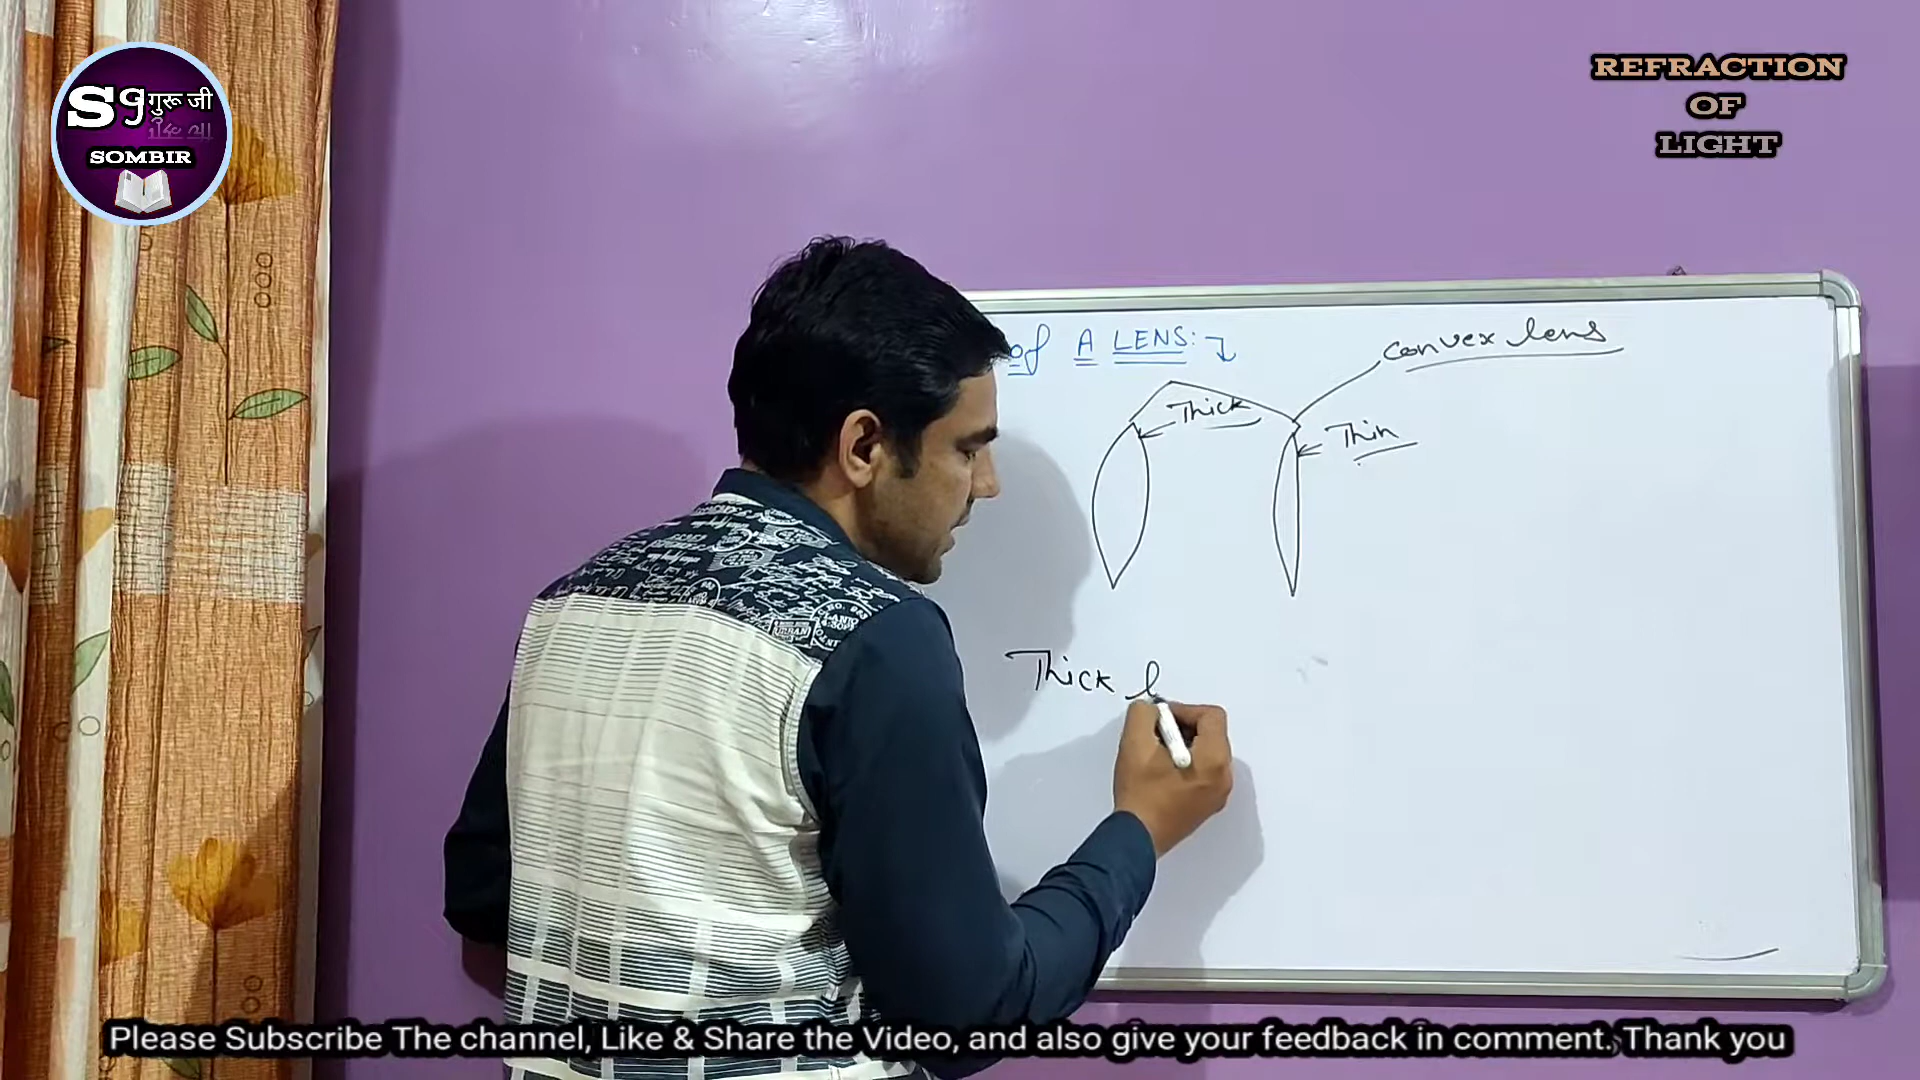 Sg गुरू जी
SOMBIR
REFRACTION
OF
LIGHT
of A LENS:
convex lens
Thick
Thin
Thick l
Please Subscribe The channel, Like & Share the Video, and also give your feedback in comment. Thank you